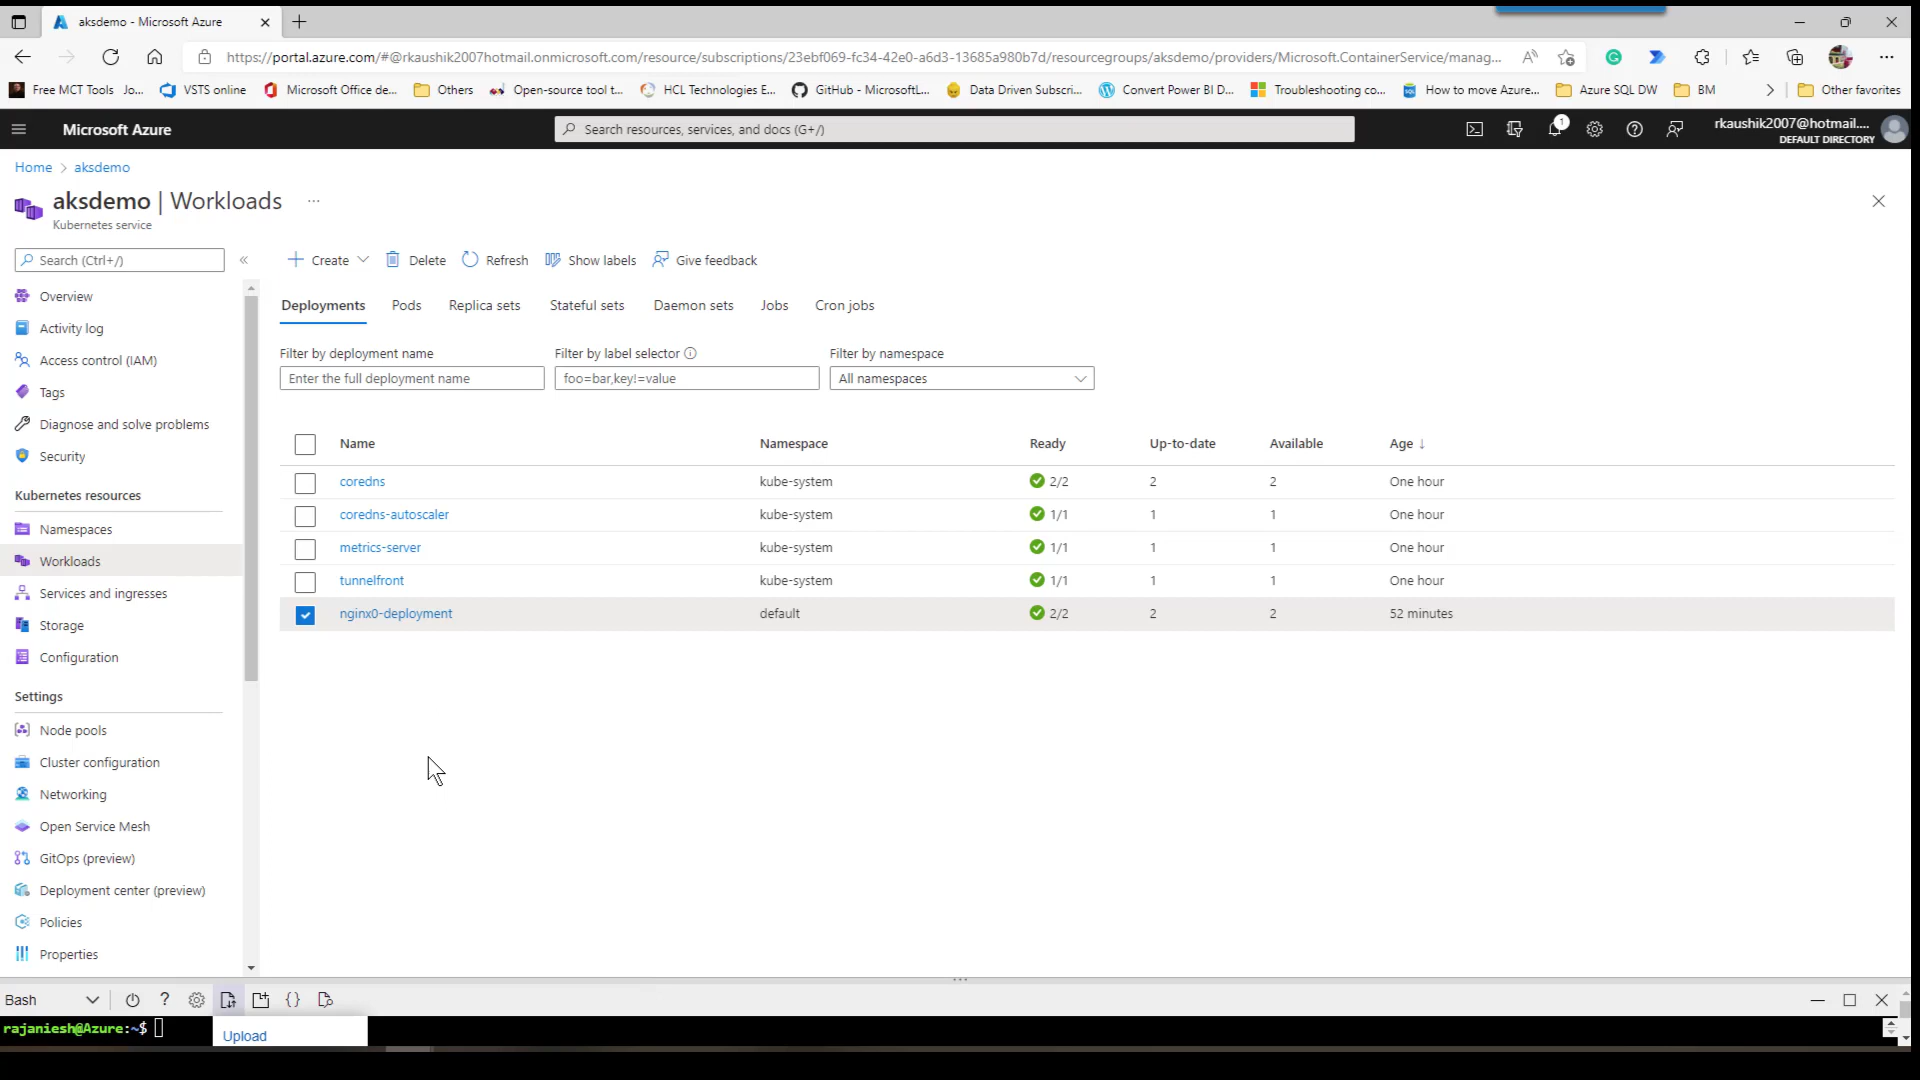 aksdemo - Microsoft Azure
https://portal.azure.com/#@rkaushik2007hotmail.onmicrosoft.com/resource/subscriptions/23ebf069-fc34-42e0-a6d3-13685a980b7d/resourcegroups/aksdemo/providers/Microsoft.ContainerService/manag...
Free MCT Tools Jo... VSTS online Microsoft Office de... Others Open-source tool t... HCL Technologies E... GitHub - MicrosoftL... Data Driven Subscri... Convert Power BI D... Troubleshooting co... How to move Azure... Azure SQL DW BM Other favorites
Microsoft Azure
Search resources, services, and docs (G+/)
1
rkaushik2007@hotmail....
DEFAULT DIRECTORY
Home > aksdemo
aksdemo | Workloads ...
Kubernetes service
Search (Ctrl+/)
Create Delete Refresh Show labels Give feedback
Overview
Activity log
Access control (IAM)
Tags
Diagnose and solve problems
Security
Kubernetes resources
Namespaces
Workloads
Services and ingresses
Storage
Configuration
Settings
Node pools
Cluster configuration
Networking
Open Service Mesh
GitOps (preview)
Deployment center (preview)
Policies
Properties
Deployments Pods Replica sets Stateful sets Daemon sets Jobs Cron jobs
Filter by deployment name Filter by label selector Filter by namespace
Enter the full deployment name foo=bar,key!=value All namespaces
Name Namespace Ready Up-to-date Available Age ↓
coredns kube-system 2/2 2 2 One hour
coredns-autoscaler kube-system 1/1 1 1 One hour
metrics-server kube-system 1/1 1 1 One hour
tunnelfront kube-system 1/1 1 1 One hour
nginx0-deployment default 2/2 2 2 52 minutes
Bash ? {}
rajaniesh@Azure:~$
Upload